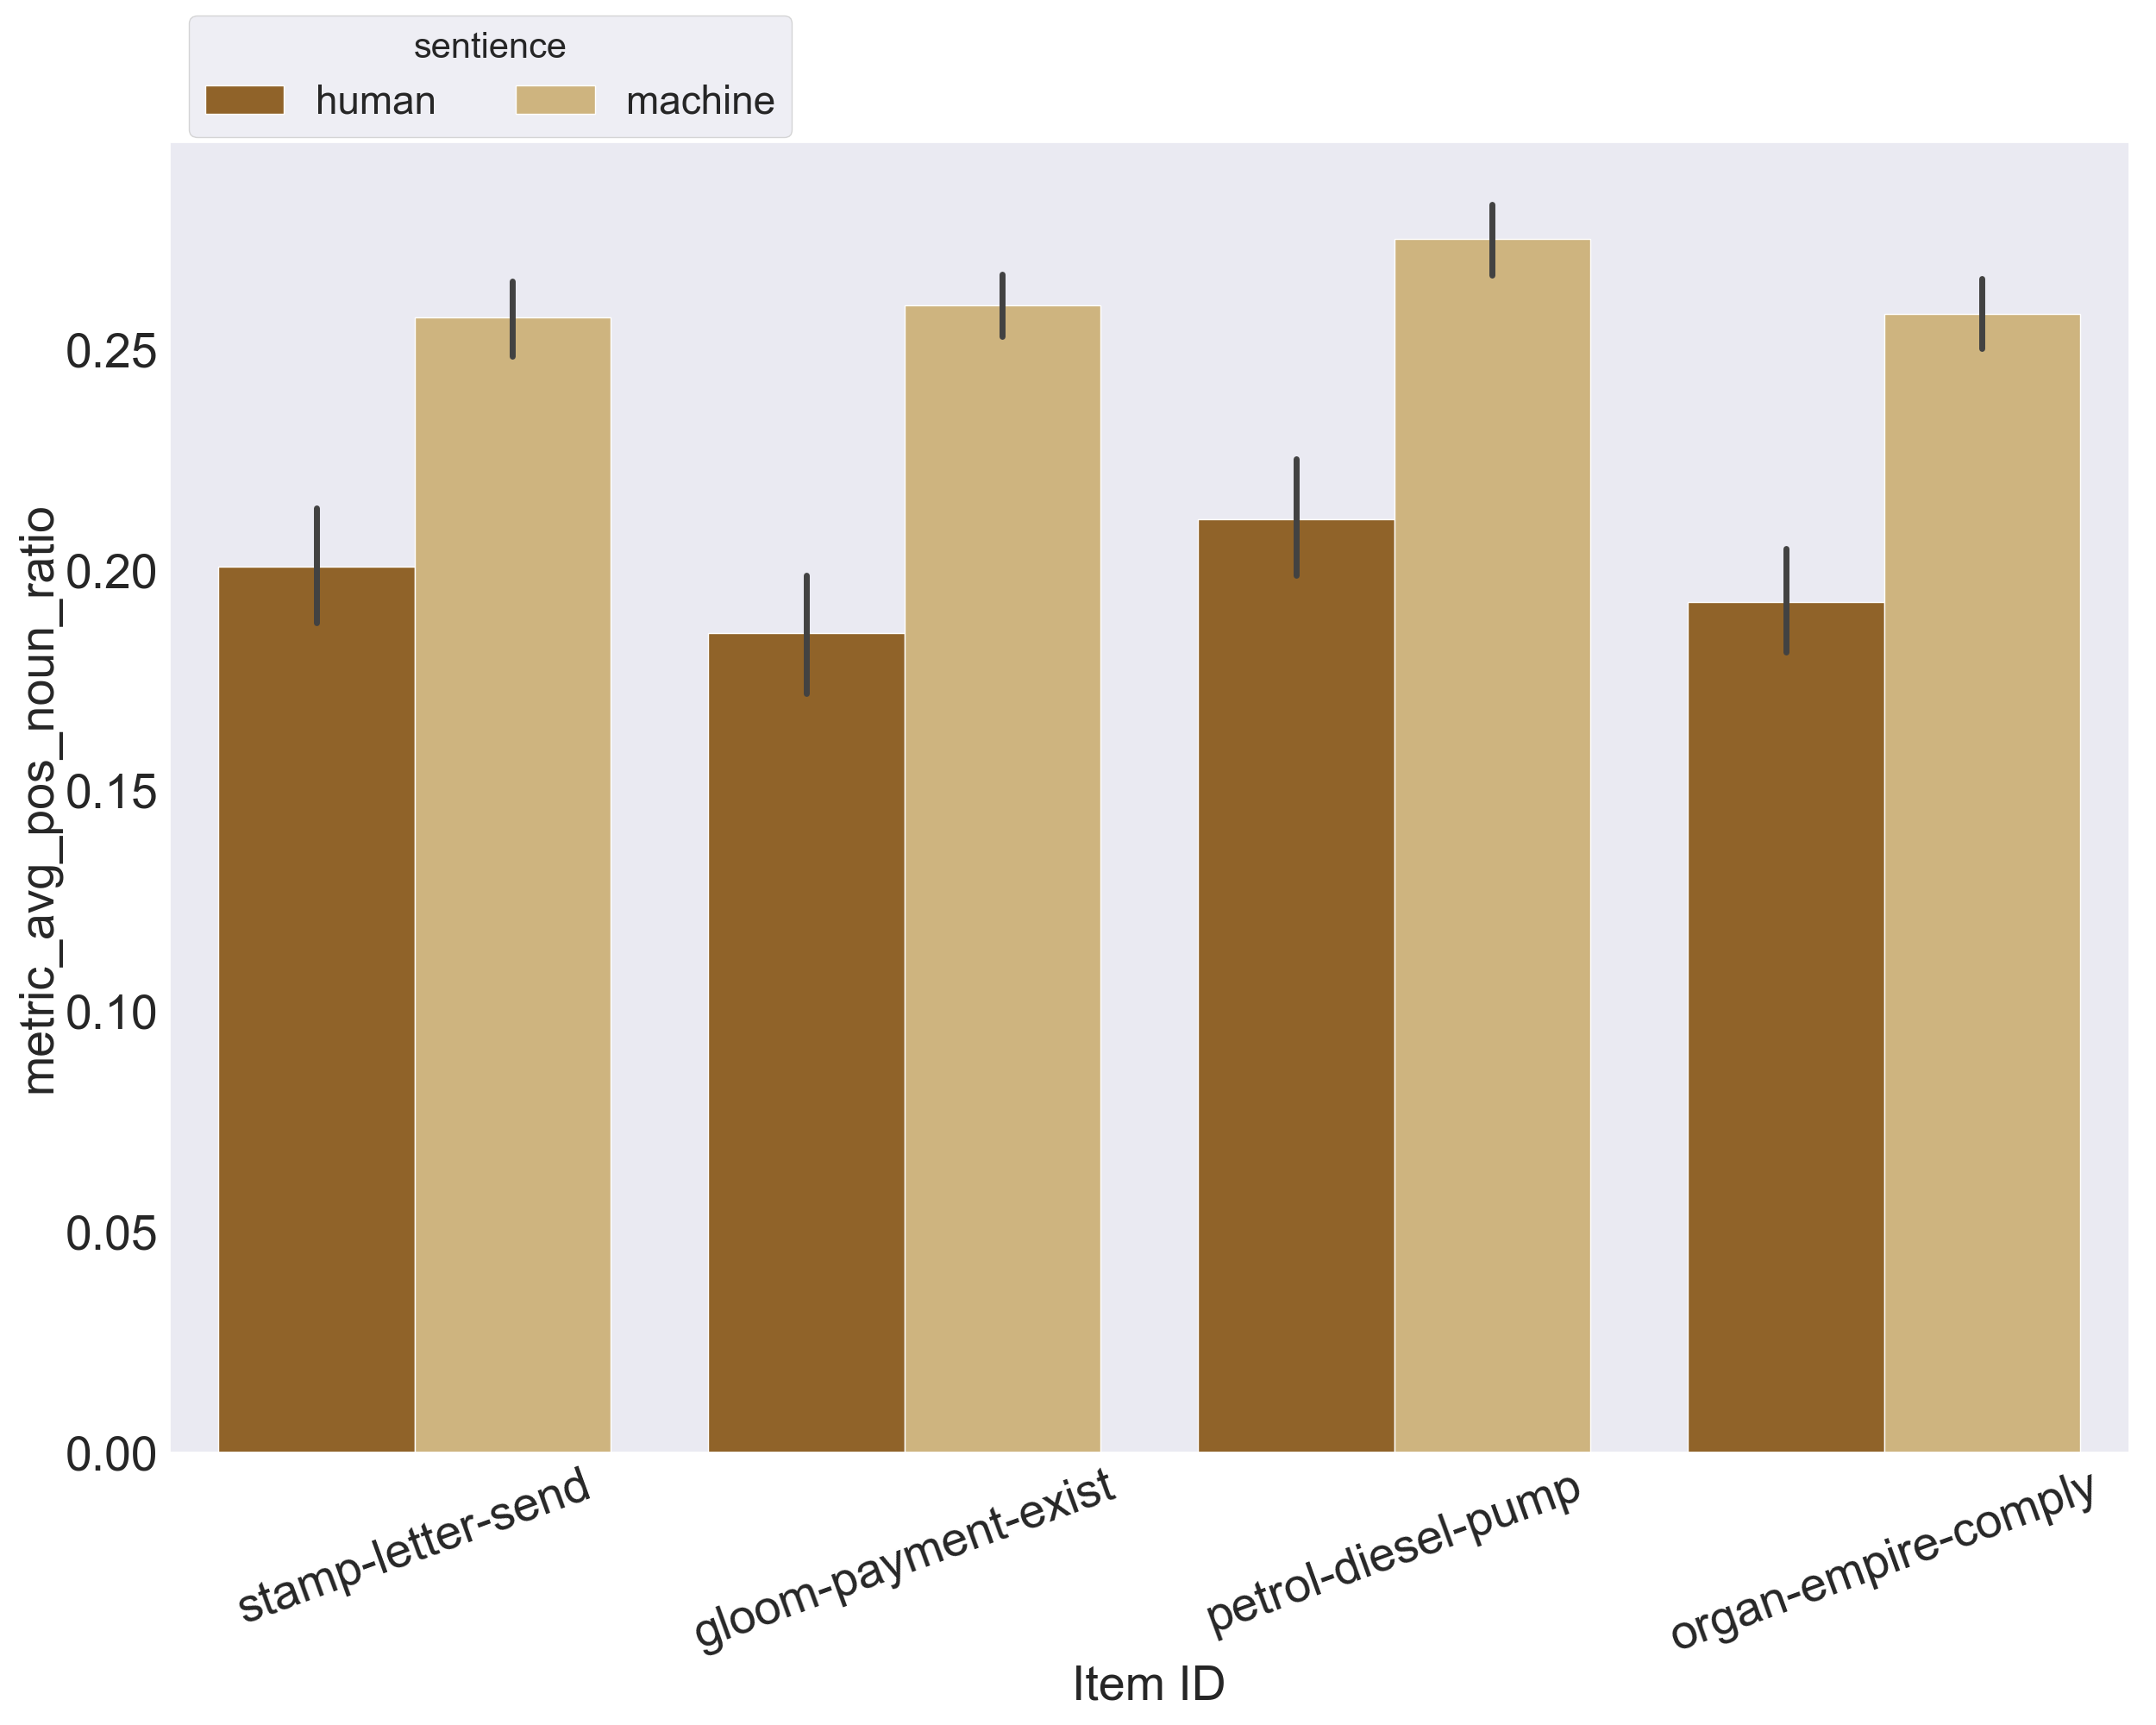 sentience
human machine
metric_avg_pos_noun_ratio
0.25
0.20
0.15
0.10
0.05
0.00
stamp-letter-send
gloom-payment-exist
petrol-diesel-pump
organ-empire-comply
Item ID